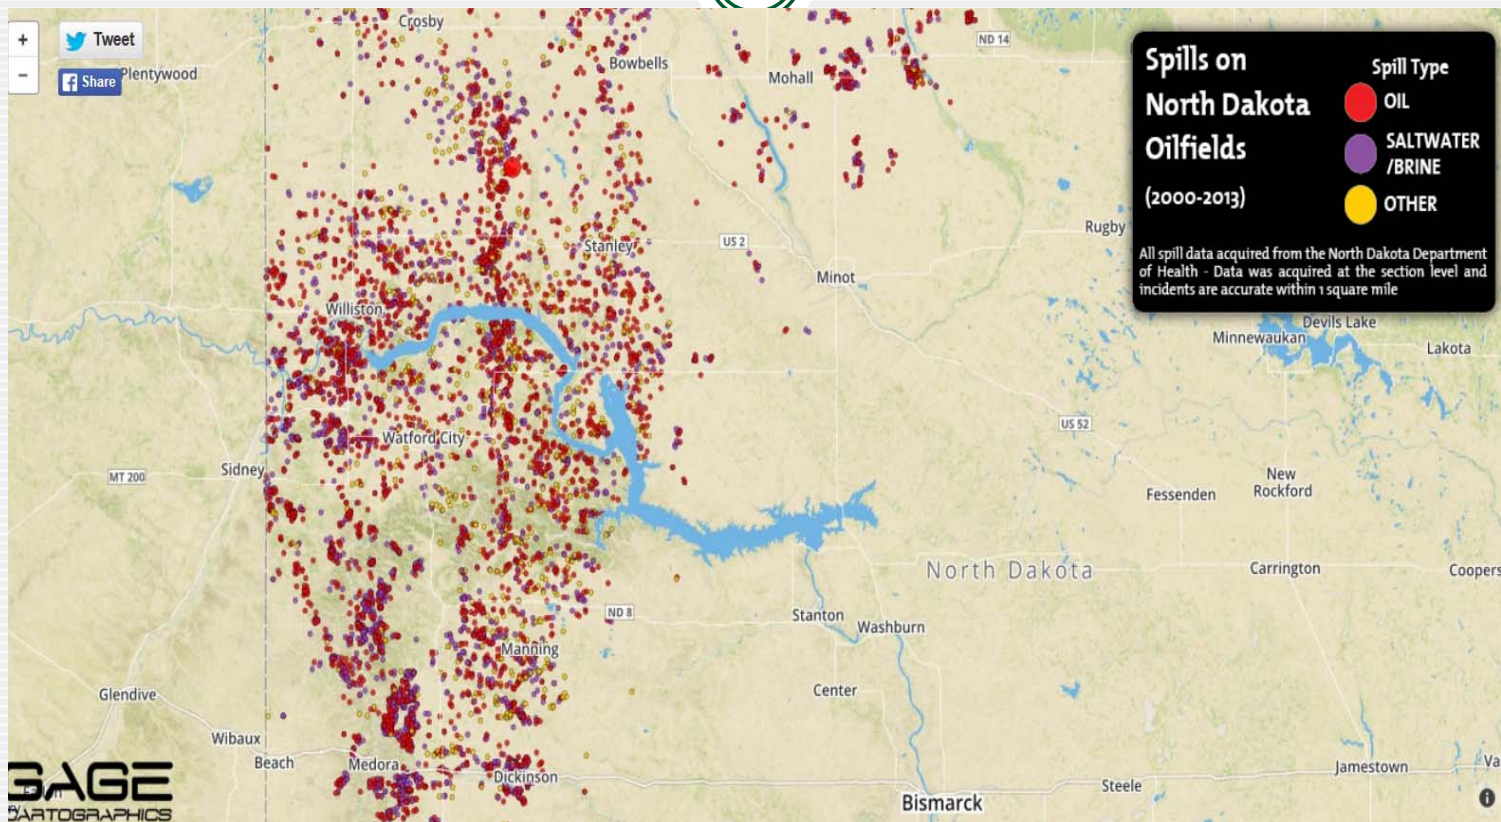 +
−
Tweet
Share
Crosby
Plentywood
Bowbells
Mohall
ND 14
Stanley
US 2
Minot
Rugby
Williston
Watford City
Sidney
MT 200
Devils Lake
Minnewaukan
Lakota
US 52
New
Rockford
Fessenden
North Dakota
Carrington
Coopers
ND 8
Stanton
Washburn
Manning
Center
Glendive
Wibaux
Beach
Medora
Dickinson
Bismarck
Steele
Jamestown
Va
GAGE
CARTOGRAPHICS
Spills on
North Dakota
Oilfields
(2000-2013)
Spill Type
OIL
SALTWATER
/BRINE
OTHER
All spill data acquired from the North Dakota Department
of Health - Data was acquired at the section level and
incidents are accurate within 1 square mile
i